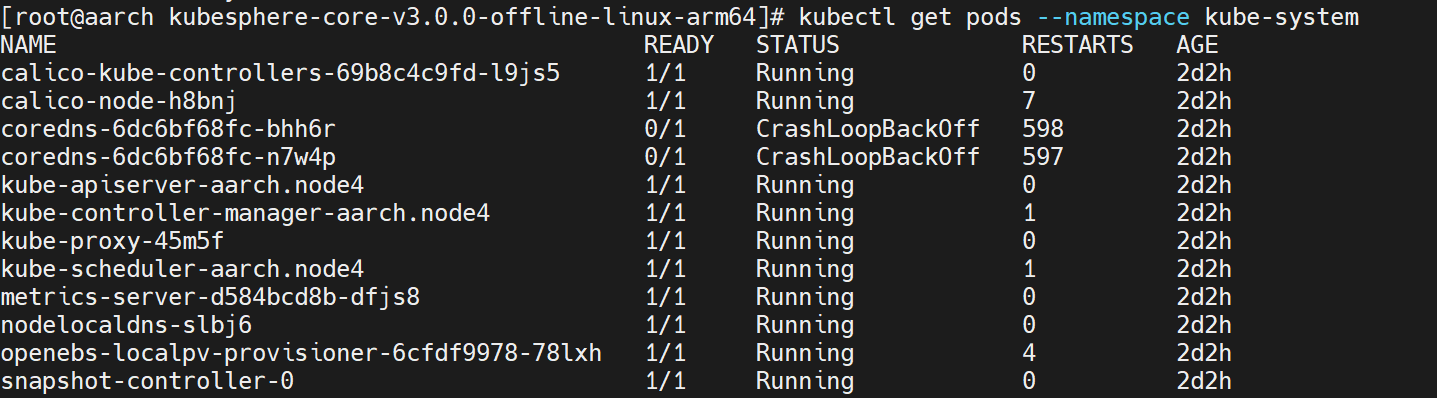 [root@aarch kubesphere-core-v3.0.0-offline-linux-arm64]# kubectl get pods --namespace kube-system
NAME READY STATUS RESTARTS AGE
calico-kube-controllers-69b8c4c9fd-l9js5 1/1 Running 0 2d2h
calico-node-h8bnj 1/1 Running 7 2d2h
coredns-6dc6bf68fc-bhh6r 0/1 CrashLoopBackOff 598 2d2h
coredns-6dc6bf68fc-n7w4p 0/1 CrashLoopBackOff 597 2d2h
kube-apiserver-aarch.node4 1/1 Running 0 2d2h
kube-controller-manager-aarch.node4 1/1 Running 1 2d2h
kube-proxy-45m5f 1/1 Running 0 2d2h
kube-scheduler-aarch.node4 1/1 Running 1 2d2h
metrics-server-d584bcd8b-dfjs8 1/1 Running 0 2d2h
nodelocaldns-slbj6 1/1 Running 0 2d2h
openebs-localpv-provisioner-6cfdf9978-78lxh 1/1 Running 4 2d2h
snapshot-controller-0 1/1 Running 0 2d2h